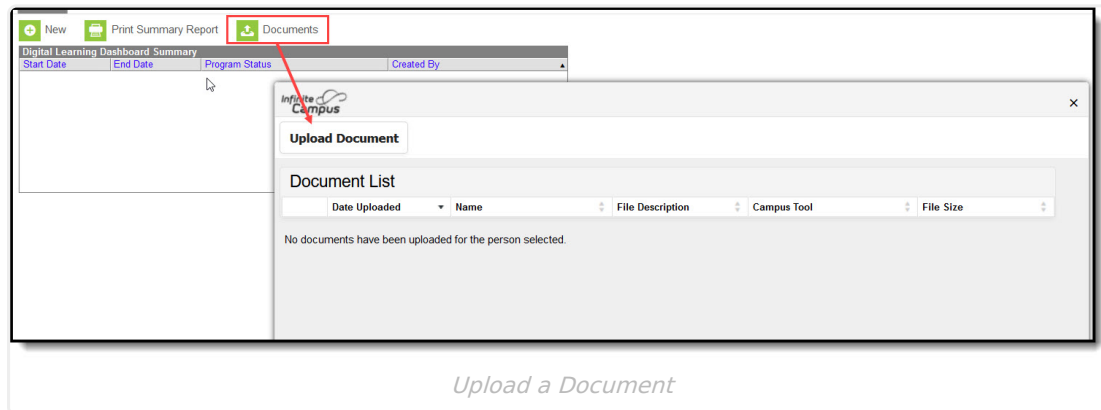 New Print Summary Report Documents
Digital Learning Dashboard Summary
Start Date End Date Program Status Created By
Infinite Campus
Upload Document
Document List
Date Uploaded Name File Description Campus Tool File Size
No documents have been uploaded for the person selected.
Upload a Document